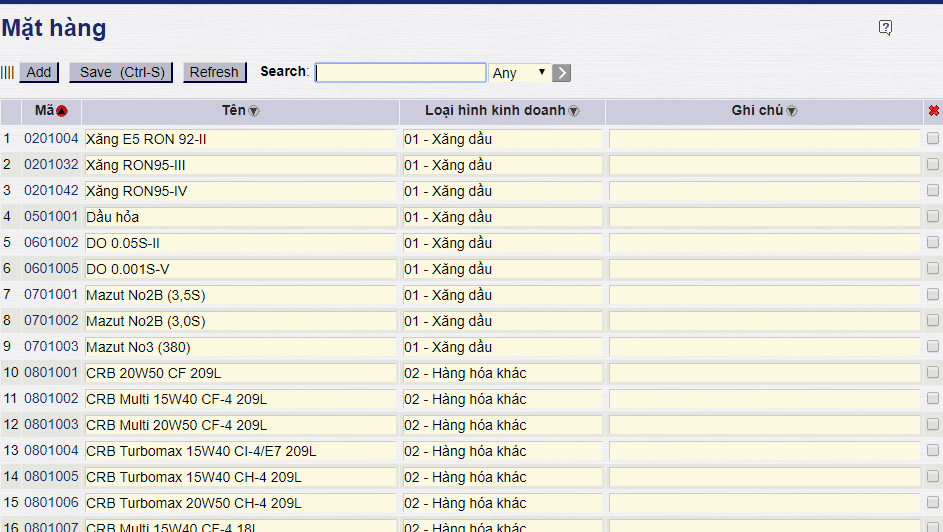 Mặt hàng
Add Save (Ctrl-S) Refresh Search: Any
Mã Tên Loại hình kinh doanh Ghi chú
1 0201004 Xăng E5 RON 92-II 01 - Xăng dầu
2 0201032 Xăng RON95-III 01 - Xăng dầu
3 0201042 Xăng RON95-IV 01 - Xăng dầu
4 0501001 Dầu hỏa 01 - Xăng dầu
5 0601002 DO 0.05S-II 01 - Xăng dầu
6 0601005 DO 0.001S-V 01 - Xăng dầu
7 0701001 Mazut No2B (3,5S) 01 - Xăng dầu
8 0701002 Mazut No2B (3,0S) 01 - Xăng dầu
9 0701003 Mazut No3 (380) 01 - Xăng dầu
10 0801001 CRB 20W50 CF 209L 02 - Hàng hóa khác
11 0801002 CRB Multi 15W40 CF-4 209L 02 - Hàng hóa khác
12 0801003 CRB Multi 20W50 CF-4 209L 02 - Hàng hóa khác
13 0801004 CRB Turbomax 15W40 CI-4/E7 209L 02 - Hàng hóa khác
14 0801005 CRB Turbomax 15W40 CH-4 209L 02 - Hàng hóa khác
15 0801006 CRB Turbomax 20W50 CH-4 209L 02 - Hàng hóa khác
16 0801007 CRB Multi 15W40 CF-4 18L 02 - Hàng hóa khác